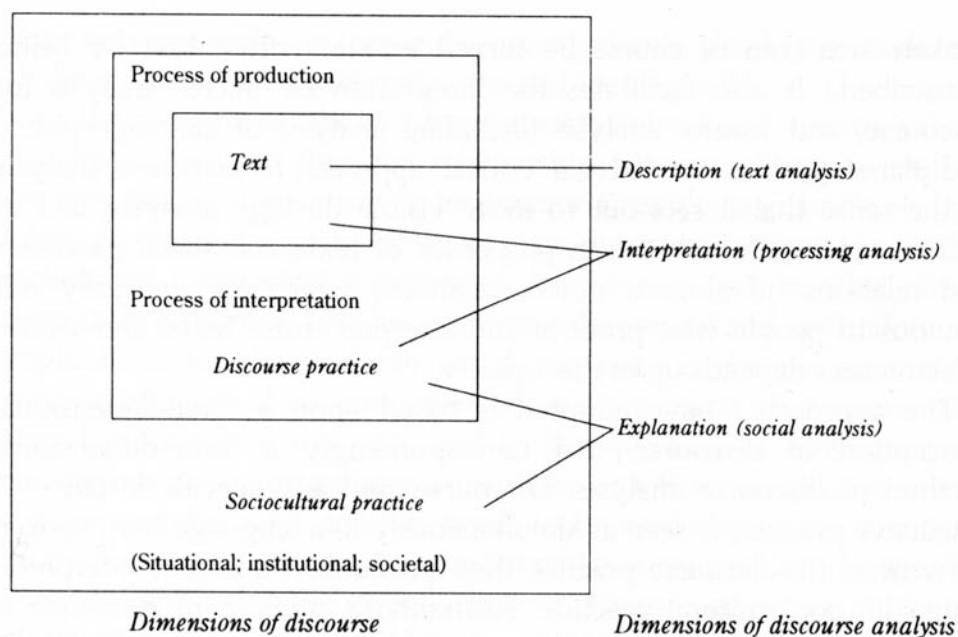 Process of production
Text
Description (text analysis)
Interpretation (processing analysis)
Process of interpretation
Discourse practice
Explanation (social analysis)
Sociocultural practice
(Situational; institutional; societal)
Dimensions of discourse
Dimensions of discourse analysis